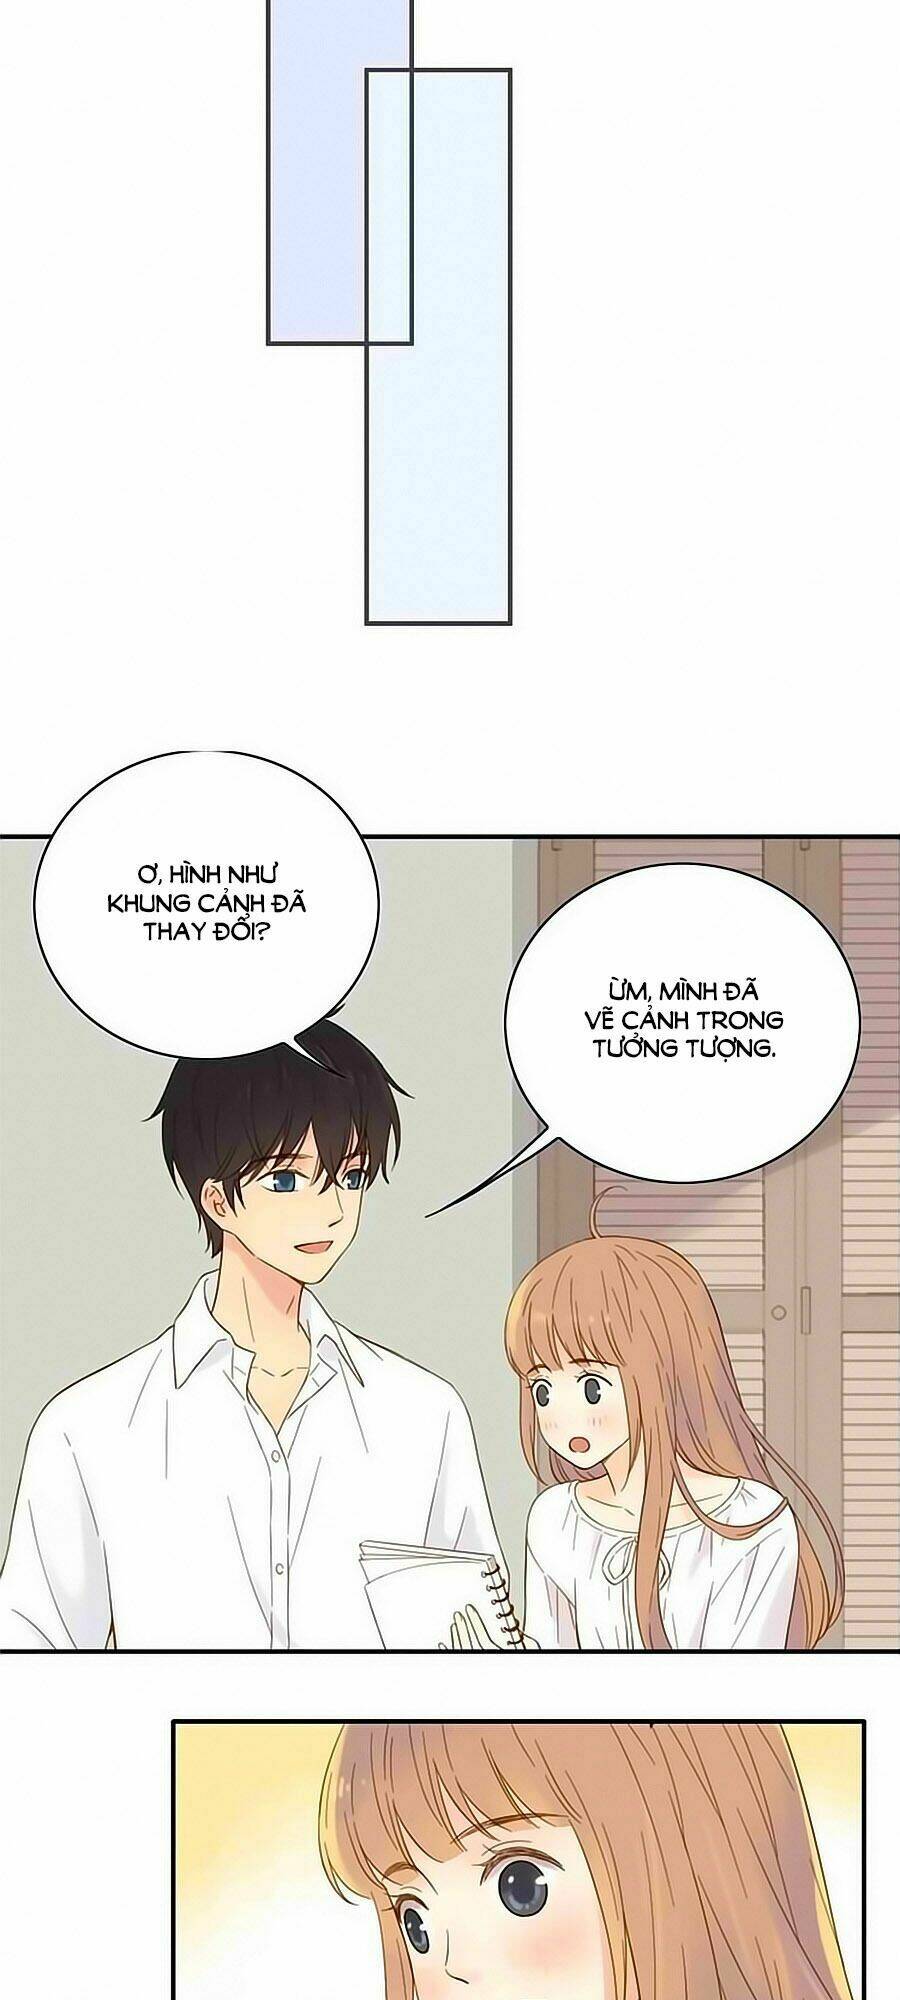 Ơ, HÌNH NHƯ
KHUNG CẢNH ĐÃ
THAY ĐỔI?
ỪM, MÌNH ĐÃ
VẼ CẢNH TRONG
TƯỞNG TƯỢNG.